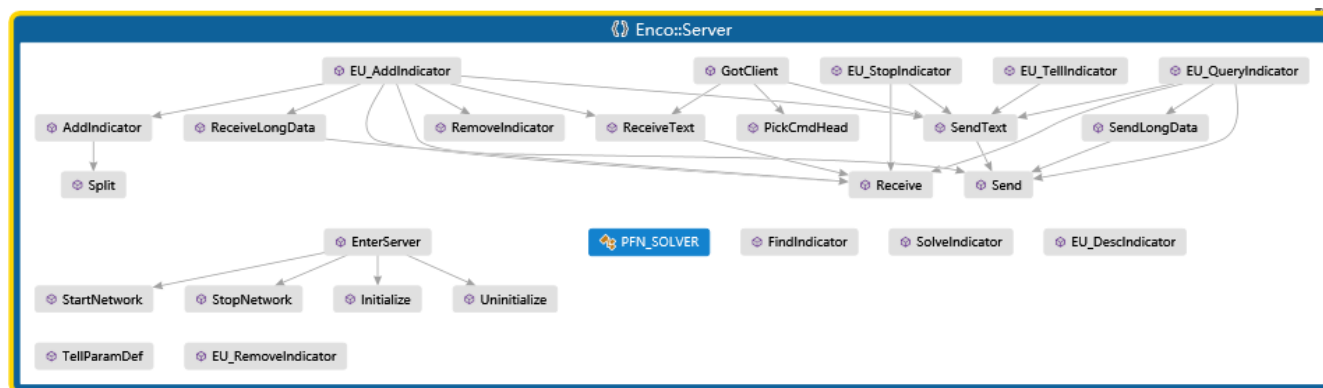 Enco::Server
EU_AddIndicator GotClient EU_StopIndicator EU_TellIndicator EU_QueryIndicator
AddIndicator ReceiveLongData RemoveIndicator ReceiveText PickCmdHead SendText SendLongData
Split Receive Send
EnterServer PFN_SOLVER FindIndicator SolveIndicator EU_DescIndicator
StartNetwork StopNetwork Initialize Uninitialize
TellParamDef EU_RemoveIndicator